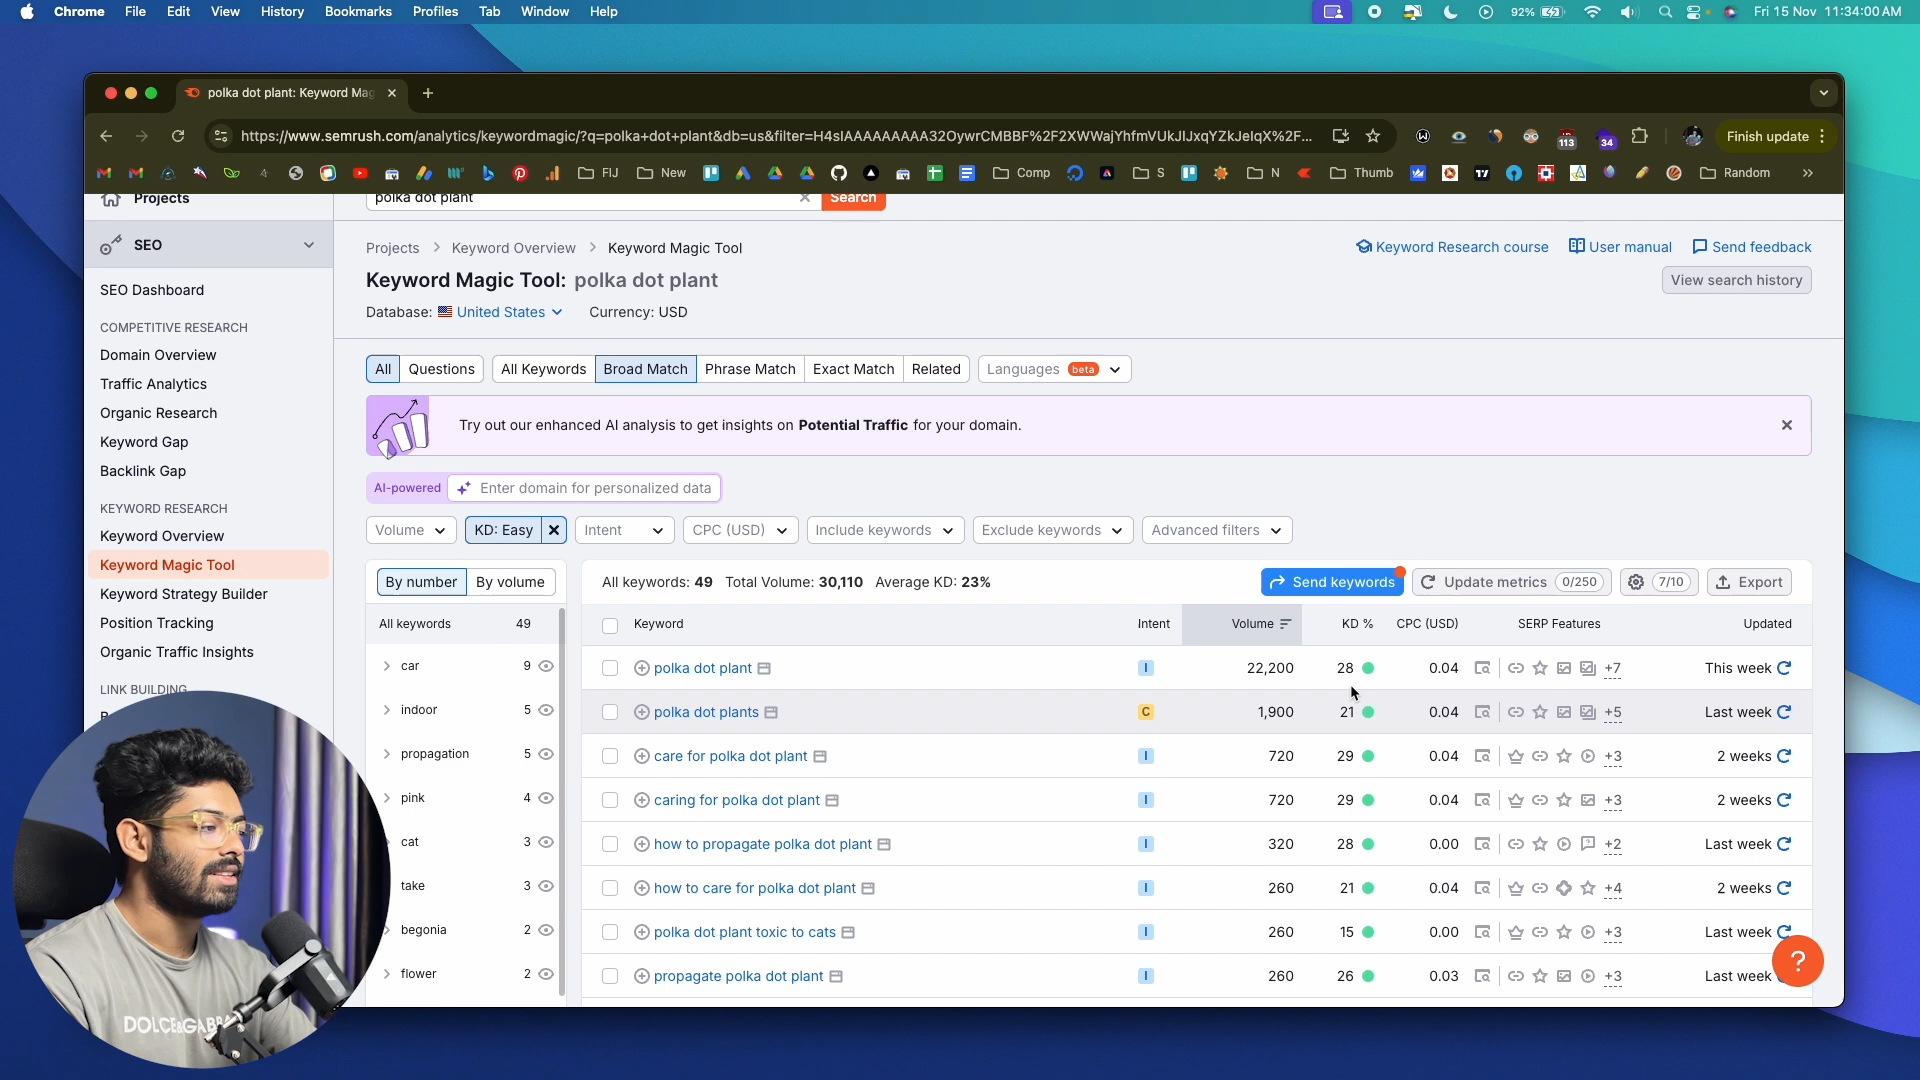 Chrome File Edit View History Bookmarks Profiles Tab Window Help
92% Fri 15 Nov 11:34:00 AM
polka dot plant: Keyword Mag
https://www.semrush.com/analytics/keywordmagic/?q=polka+dot+plant&db=us&filter=H4sIAAAAAAAAA32OywrCMBBF%2F2XWWajYhfmVUkJIJxqYZkJelqX%2F... 113 34 Finish update
FIJ New Comp S N Thumb Random
Projects
polka dot plant Search
SEO
Projects > Keyword Overview > Keyword Magic Tool
Keyword Research course User manual Send feedback
Keyword Magic Tool: polka dot plant
View search history
Database: United States Currency: USD
SEO Dashboard
COMPETITIVE RESEARCH
Domain Overview
Traffic Analytics
Organic Research
Keyword Gap
Backlink Gap
KEYWORD RESEARCH
Keyword Overview
Keyword Magic Tool
Keyword Strategy Builder
Position Tracking
Organic Traffic Insights
LINK BUILDING
All Questions All Keywords Broad Match Phrase Match Exact Match Related Languages beta
Try out our enhanced AI analysis to get insights on Potential Traffic for your domain.
AI-powered Enter domain for personalized data
Volume KD: Easy Intent CPC (USD) Include keywords Exclude keywords Advanced filters
By number By volume
All keywords: 49 Total Volume: 30,110 Average KD: 23%
Send keywords Update metrics 0/250 7/10 Export
All keywords 49
car 9
indoor 5
propagation 5
pink 4
cat 3
take 3
begonia 2
flower 2
Keyword Intent Volume KD % CPC (USD) SERP Features Updated
polka dot plant I 22,200 28 0.04 +7 This week
polka dot plants C 1,900 21 0.04 +5 Last week
care for polka dot plant I 720 29 0.04 +3 2 weeks
caring for polka dot plant I 720 29 0.04 +3 2 weeks
how to propagate polka dot plant I 320 28 0.00 +2 Last week
how to care for polka dot plant I 260 21 0.04 +4 2 weeks
polka dot plant toxic to cats I 260 15 0.00 +3 Last week
propagate polka dot plant I 260 26 0.03 +3 Last week
?
DOLCE&GABB